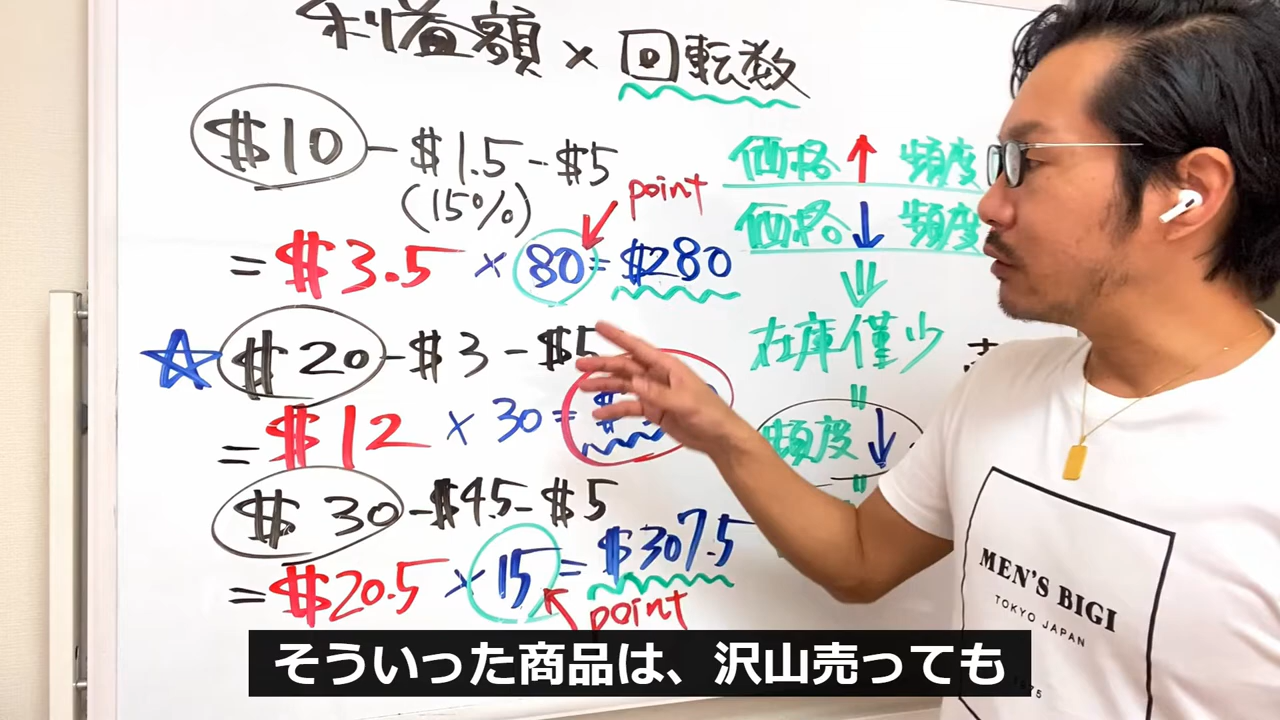 利益額 × 回転数
$10 - $1.5 - $5
(15%)
point
= $3.5 × 80 = $280
☆ $20 - $3 - $5
= $12 × 30 = $
$30 - $4.5 - $5
= $20.5 × 15 = $307.5
point
価格 ↑ 頻度
価格 ↓ 頻度
⇓
在庫僅少
〃
頻度 ↓
MEN'S BIGI
TOKYO JAPAN
そういった商品は、沢山売っても